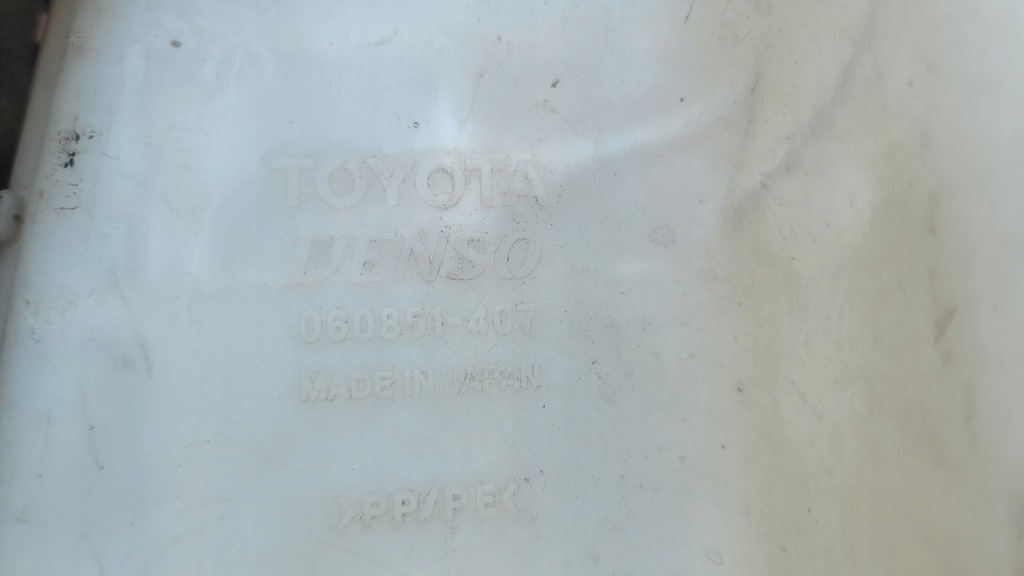 TOYOTA
DENSO
060851-407
MADE IN JAPAN
>PP/PE<